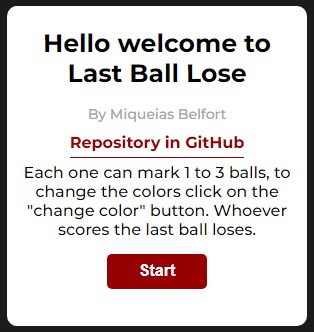 Hello welcome to
Last Ball Lose
By Miqueias Belfort
Repository in GitHub
Each one can mark 1 to 3 balls, to
change the colors click on the
"change color" button. Whoever
scores the last ball loses.
Start